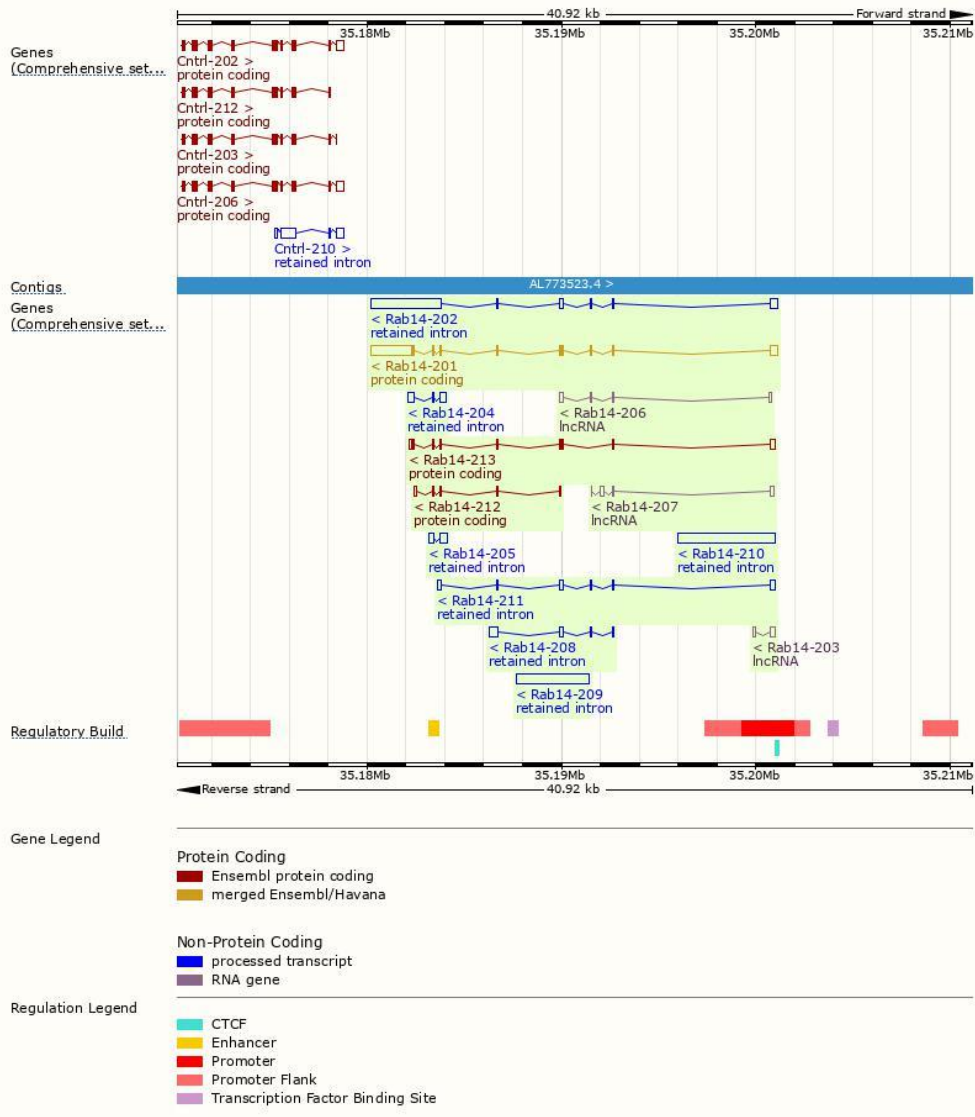 40.92 kb Forward strand
35.18Mb 35.19Mb 35.20Mb 35.21Mb
Genes
(Comprehensive set...
Cntrl-202 >
protein coding
Cntrl-212 >
protein coding
Cntrl-203 >
protein coding
Cntrl-206 >
protein coding
Cntrl-210 >
retained intron
Contigs
AL773523.4 >
Genes
(Comprehensive set...
< Rab14-202
retained intron
< Rab14-201
protein coding
< Rab14-204 < Rab14-206
retained intron lncRNA
< Rab14-213
protein coding
< Rab14-212 < Rab14-207
protein coding lncRNA
< Rab14-205 < Rab14-210
retained intron retained intron
< Rab14-211
retained intron
< Rab14-208 < Rab14-203
retained intron lncRNA
< Rab14-209
retained intron
Regulatory Build
35.18Mb 35.19Mb 35.20Mb 35.21Mb
Reverse strand 40.92 kb
Gene Legend
Protein Coding
Ensembl protein coding
merged Ensembl/Havana
Non-Protein Coding
processed transcript
RNA gene
Regulation Legend
CTCF
Enhancer
Promoter
Promoter Flank
Transcription Factor Binding Site